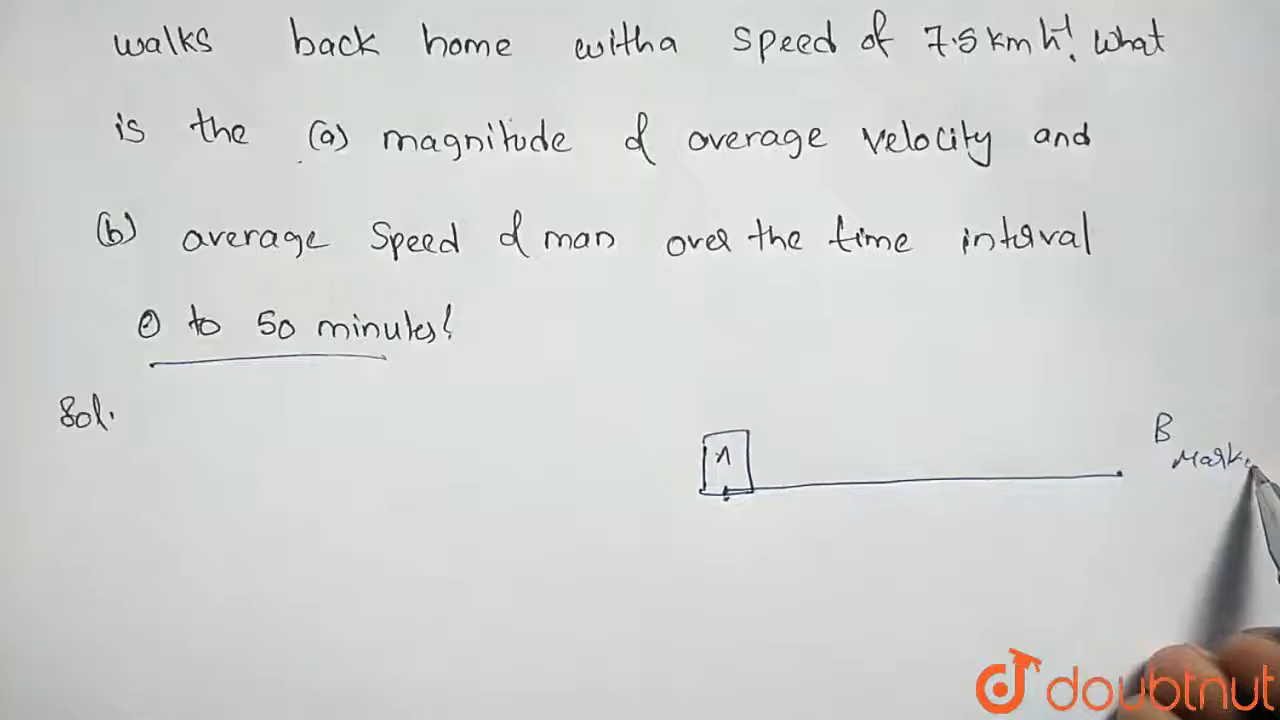 walks back home witha speed of 7.5 km h⁻¹. What
is the (a) magnitude of average velocity and
(b) average speed of man over the time interval
0 to 50 minutes?
Sol.
A
B
Mark
doubtnut